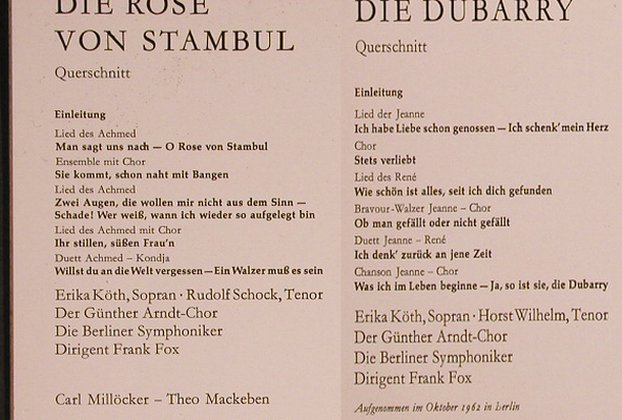 DIE ROSE
VON STAMBUL
Querschnitt
Einleitung
Lied des Achmed
Man sagt uns nach — O Rose von Stambul
Ensemble mit Chor
Sie kommt, schon naht mit Bangen
Lied des Achmed
Zwei Augen, die wollen mir nicht aus dem Sinn —
Schade! Wer weiß, wann ich wieder so aufgelegt bin
Lied des Achmed mit Chor
Ihr stillen, süßen Frau'n
Duett Achmed – Kondja
Willst du an die Welt vergessen — Ein Walzer muß es sein
Erika Köth, Sopran · Rudolf Schock, Tenor
Der Günther Arndt-Chor
Die Berliner Symphoniker
Dirigent Frank Fox
Carl Millöcker – Theo Mackeben
DIE DUBARRY
Querschnitt
Einleitung
Lied der Jeanne
Ich habe Liebe schon genossen — Ich schenk' mein Herz
Chor
Stets verliebt
Lied des René
Wie schön ist alles, seit ich dich gefunden
Bravour-Walzer Jeanne – Chor
Ob man gefällt oder nicht gefällt
Duett Jeanne – René
Ich denk' zurück an jene Zeit
Chanson Jeanne – Chor
Was ich im Leben beginne — Ja, so ist sie, die Dubarry
Erika Köth, Sopran · Horst Wilhelm, Tenor
Der Günther Arndt-Chor
Die Berliner Symphoniker
Dirigent Frank Fox
Aufgenommen im Oktober 1962 in Berlin